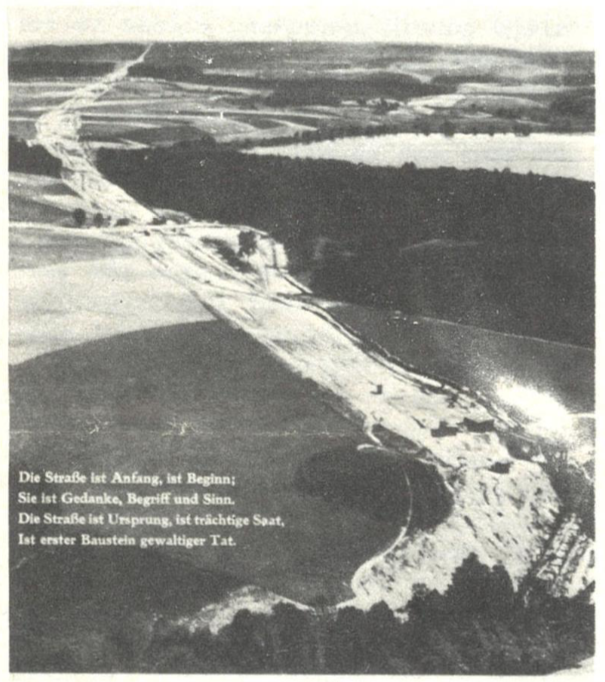 Die Straße ist Anfang, ist Beginn;
Sie ist Gedanke, Begriff und Sinn.
Die Straße ist Ursprung, ist trächtige Saat,
Ist erster Baustein gewaltiger Tat.